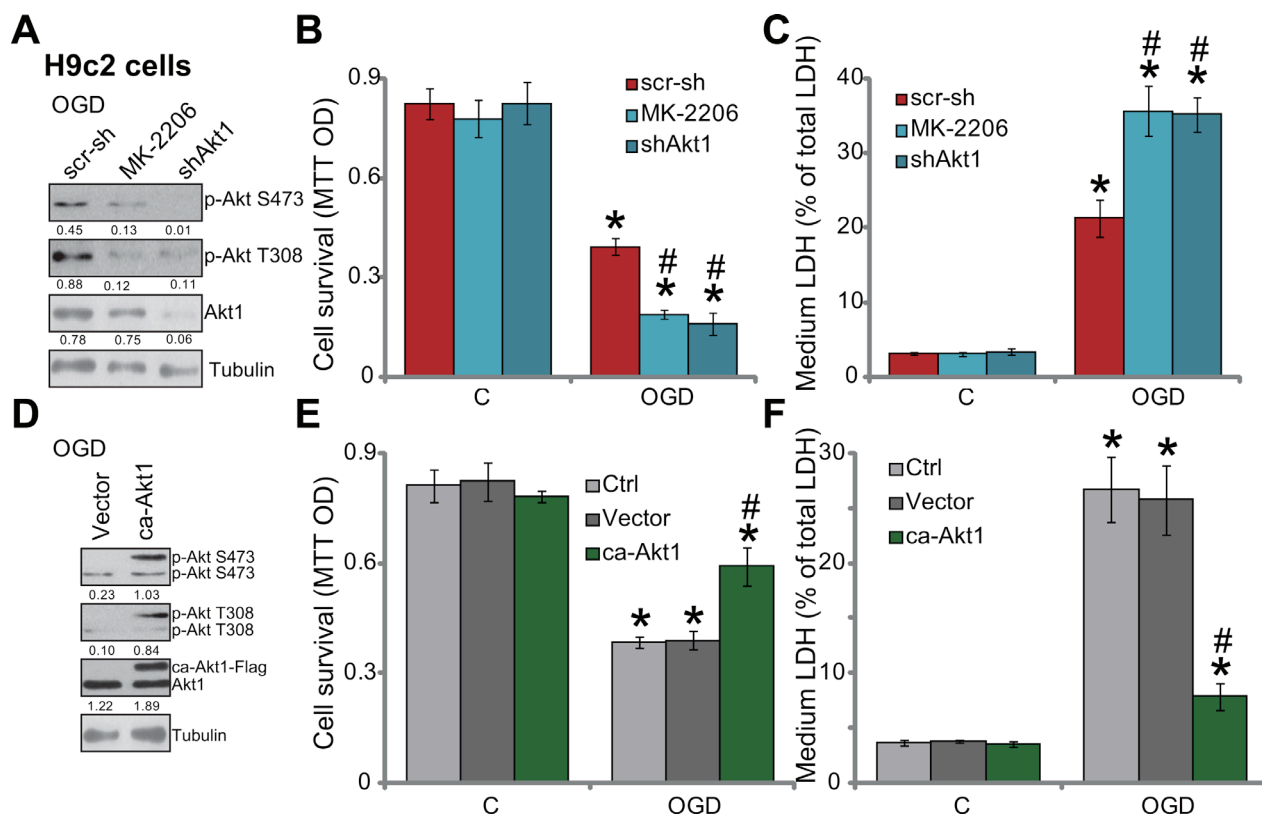 A
H9c2 cells
OGD
scr-sh MK-2206 shAkt1
p-Akt S473
0.45 0.13 0.01
p-Akt T308
0.88 0.12 0.11
Akt1
0.78 0.75 0.06
Tubulin
B
Cell survival (MTT OD)
0.9
0.6
0.3
0
scr-sh
MK-2206
shAkt1
*
#
*
#
*
C OGD
C
Medium LDH (% of total LDH)
40
30
20
10
0
scr-sh
MK-2206
shAkt1
*
#
*
#
*
C OGD
D
OGD
Vector ca-Akt1
p-Akt S473
p-Akt S473
0.23 1.03
p-Akt T308
p-Akt T308
0.10 0.84
ca-Akt1-Flag
Akt1
1.22 1.89
Tubulin
E
Cell survival (MTT OD)
0.9
0.6
0.3
0
Ctrl
Vector
ca-Akt1
*
*
#
*
C OGD
F
Medium LDH (% of total LDH)
30
20
10
0
Ctrl
Vector
ca-Akt1
*
*
#
*
C OGD